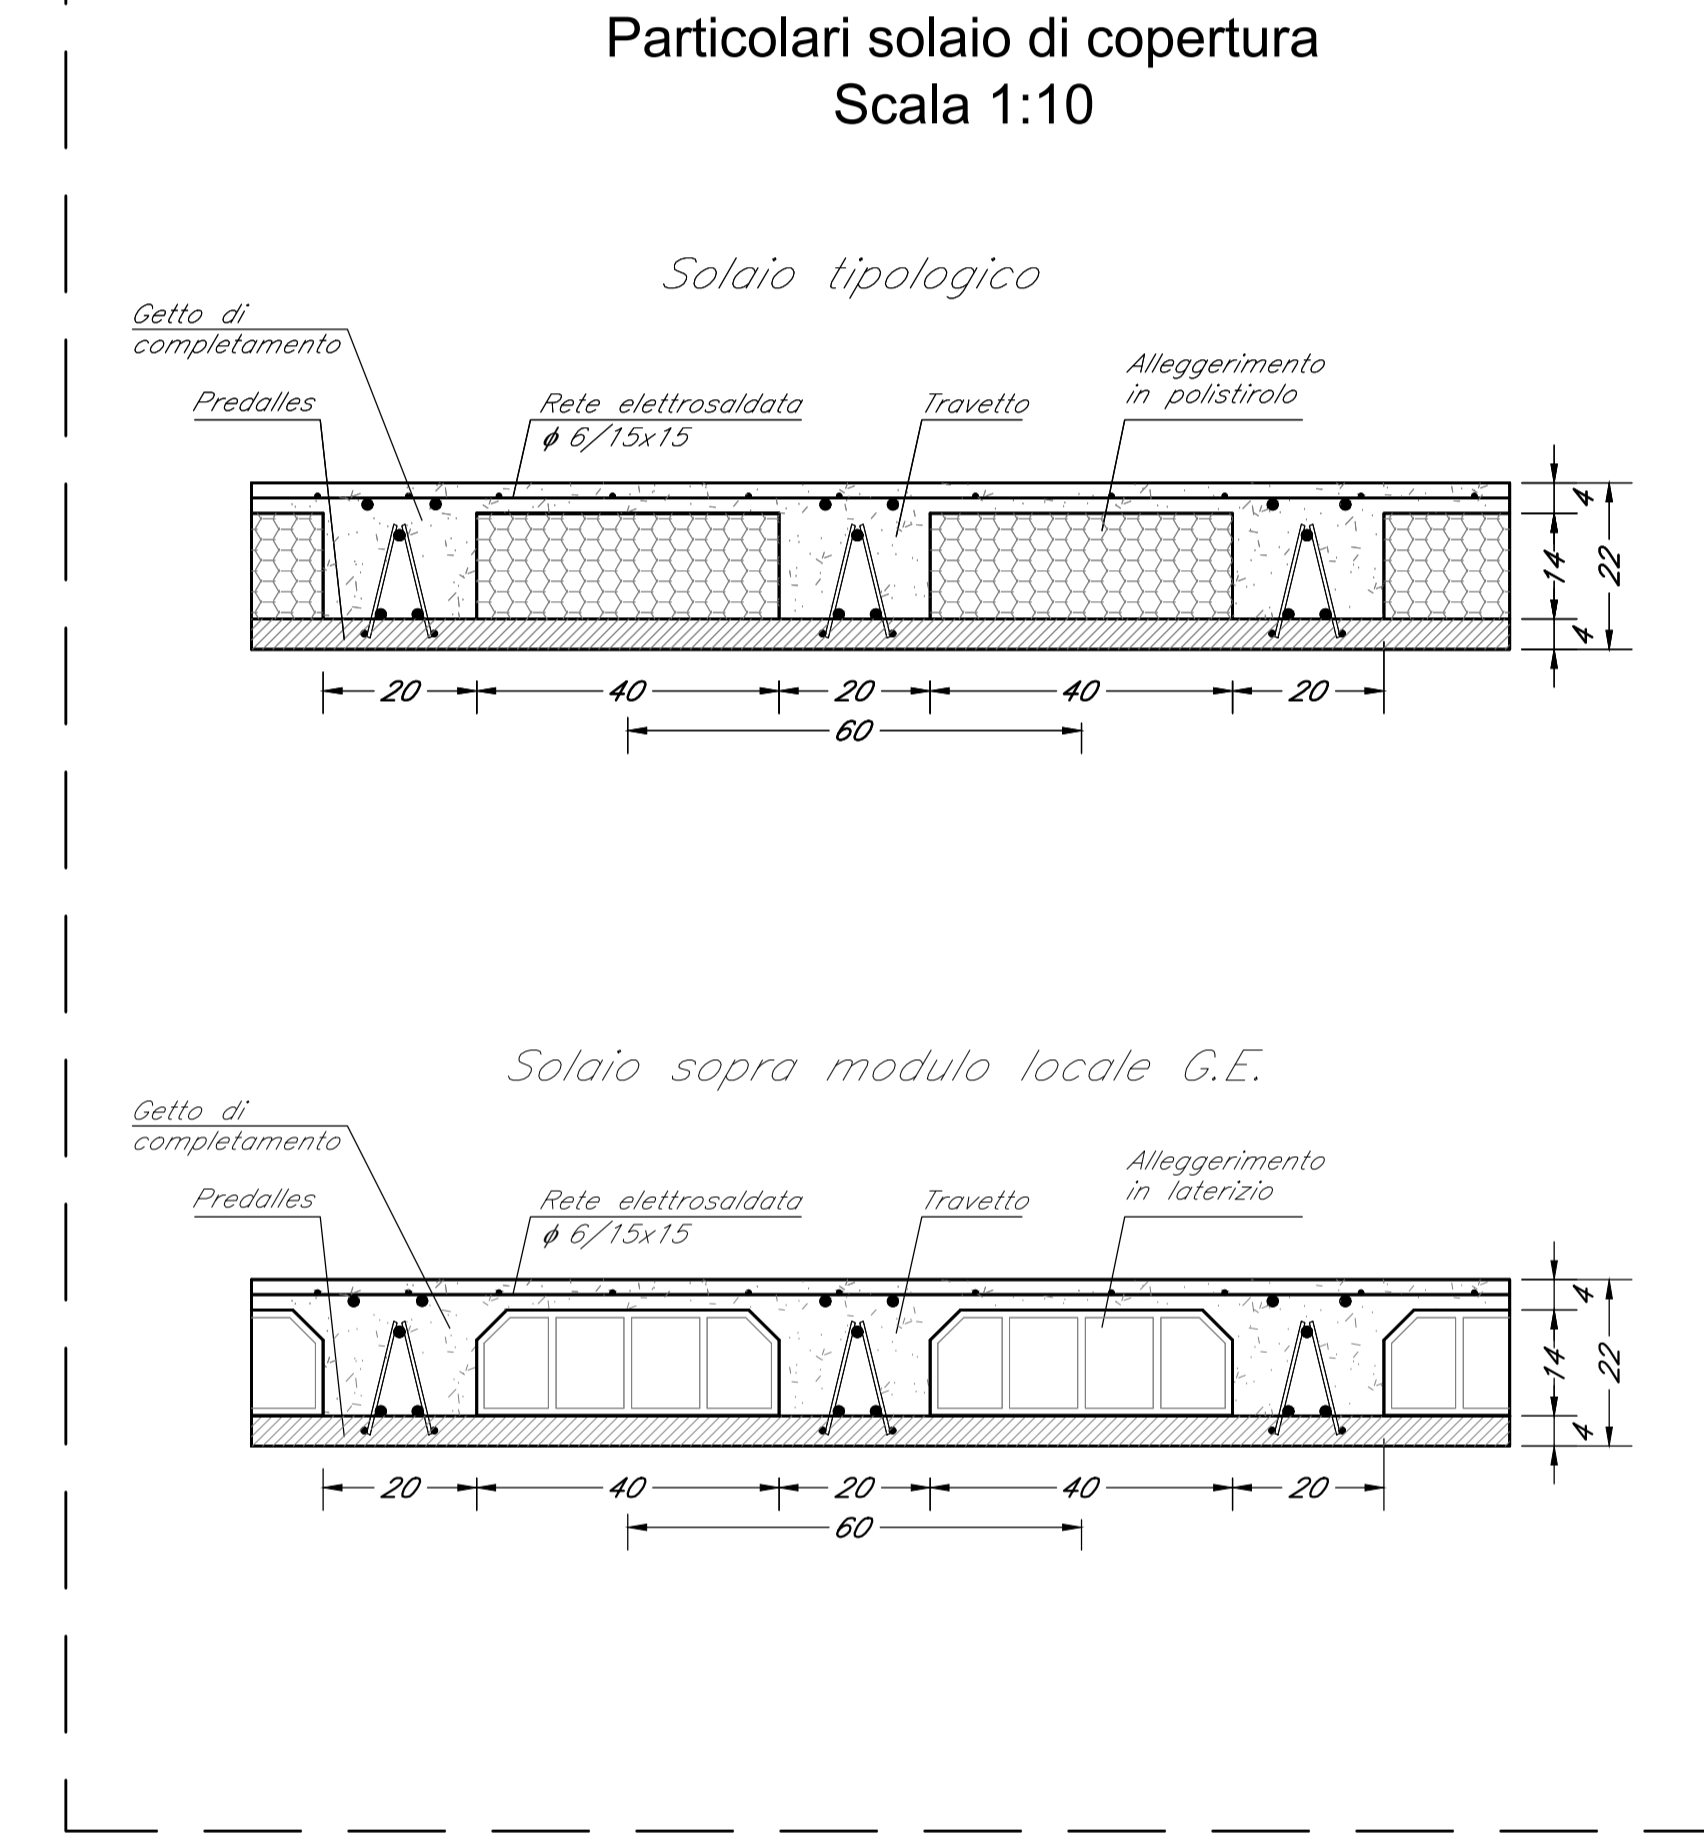 Particolari solaio di copertura
Scala 1:10
Solaio tipologico
Getto di
completamento
Predalles
Rete elettrosaldata
ϕ 6/15x15
Travetto
Alleggerimento
in polistirolo
4
14
4
22
20
40
20
40
20
60
Solaio sopra modulo locale G.E.
Getto di
completamento
Predalles
Rete elettrosaldata
ϕ 6/15x15
Travetto
Alleggerimento
in laterizio
4
14
4
22
20
40
20
40
20
60